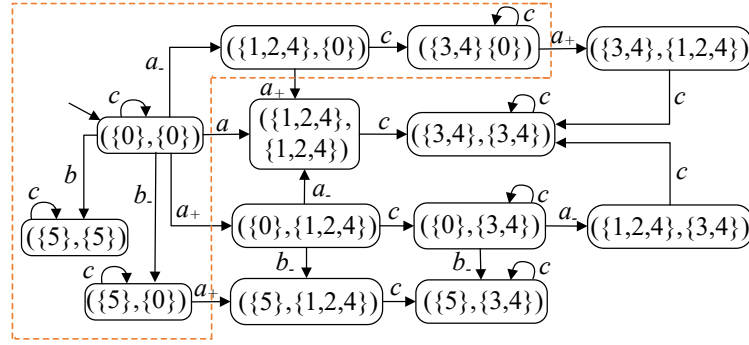 c
({1,2,4},{0}) c ({3,4}{0}) a+ ({3,4},{1,2,4})
a-
c a+ c c
({0},{0}) a ({1,2,4},
{1,2,4}) c ({3,4},{3,4})
b b- a- c
c a+ c
({5},{5}) ({0},{1,2,4}) c ({0},{3,4}) a- ({1,2,4},{3,4})
c b- b- c
({5},{0}) a+ ({5},{1,2,4}) c ({5},{3,4})